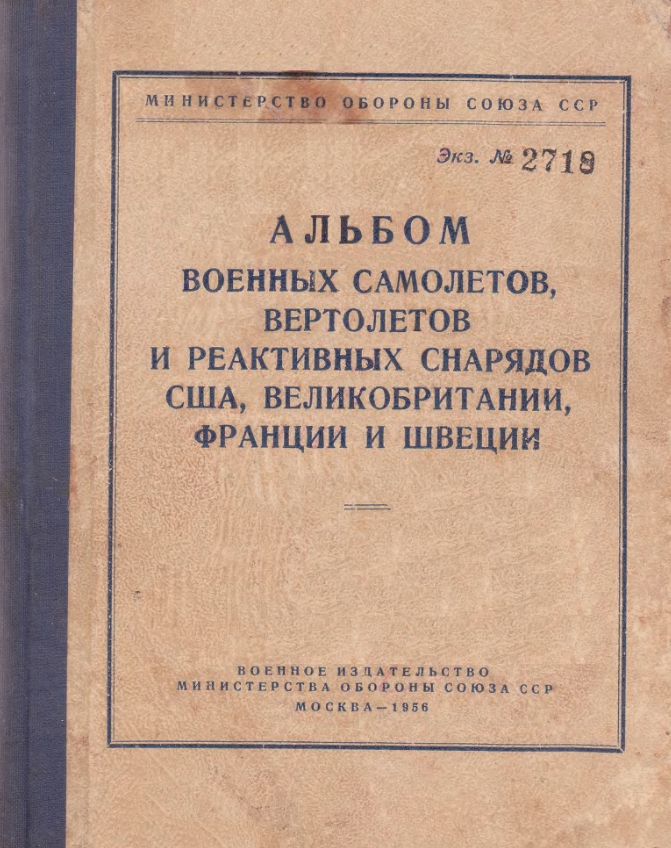 МИНИСТЕРСТВО ОБОРОНЫ СОЮЗА ССР
Экз. № 2718
АЛЬБОМ
ВОЕННЫХ САМОЛЕТОВ,
ВЕРТОЛЕТОВ
И РЕАКТИВНЫХ СНАРЯДОВ
США, ВЕЛИКОБРИТАНИИ,
ФРАНЦИИ И ШВЕЦИИ
ВОЕННОЕ ИЗДАТЕЛЬСТВО
МИНИСТЕРСТВА ОБОРОНЫ СОЮЗА ССР
МОСКВА—1956